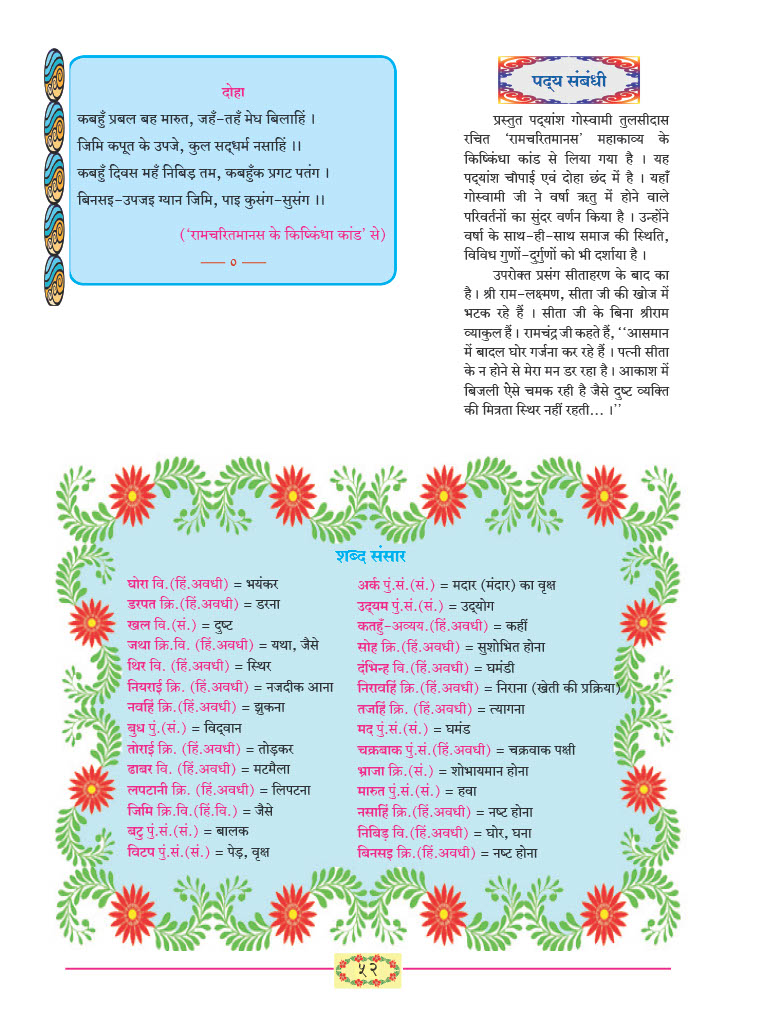 दोहा
कबहुँ प्रबल बह मारुत, जहँ-तहँ मेघ बिलाहिं ।
जिमि कपूत के उपजे, कुल सद्धर्म नसाहिं ।।
कबहुँ दिवस महँ निबिड़ तम, कबहुँक प्रगट पतंग ।
बिनसइ-उपजइ ग्यान जिमि, पाइ कुसंग-सुसंग ।।
(‘रामचरितमानस के किष्किंधा कांड’ से)
—— ० ——
पद्य संबंधी
प्रस्तुत पद्यांश गोस्वामी तुलसीदास
रचित ‘रामचरितमानस’ महाकाव्य के
किष्किंधा कांड से लिया गया है । यह
पद्यांश चौपाई एवं दोहा छंद में है । यहाँ
गोस्वामी जी ने वर्षा ऋतु में होने वाले
परिवर्तनों का सुंदर वर्णन किया है । उन्होंने
वर्षा के साथ-ही-साथ समाज की स्थिति,
विविध गुणों-दुर्गुणों को भी दर्शाया है ।
उपरोक्त प्रसंग सीताहरण के बाद का
है । श्री राम-लक्ष्मण, सीता जी की खोज में
भटक रहे हैं । सीता जी के बिना श्रीराम
व्याकुल हैं । रामचंद्र जी कहते हैं, ‘‘आसमान
में बादल घोर गर्जना कर रहे हैं । पत्नी सीता
के न होने से मेरा मन डर रहा है । आकाश में
बिजली ऐसे चमक रही है जैसे दुष्ट व्यक्ति
की मित्रता स्थिर नहीं रहती... ।’’
शब्द संसार
घोरा वि.(हिं.अवधी) = भयंकर
डरपत क्रि.(हिं.अवधी) = डरना
खल वि.(सं.) = दुष्ट
जथा क्रि.वि. (हिं.अवधी) = यथा, जैसे
थिर वि. (हिं.अवधी) = स्थिर
नियराई क्रि. (हिं.अवधी) = नजदीक आना
नवहिं क्रि.(हिं.अवधी) = झुकना
बुध पुं.(सं.) = विद्वान
तोराई क्रि. (हिं.अवधी) = तोड़कर
ढाबर वि. (हिं.अवधी) = मटमैला
लपटानी क्रि. (हिं.अवधी) = लिपटना
जिमि क्रि.वि.(हिं.वि.) = जैसे
बटु पुं.सं.(सं.) = बालक
विटप पुं.सं.(सं.) = पेड़, वृक्ष
अर्क पुं.सं.(सं.) = मदार (मंदार) का वृक्ष
उद्यम पुं.सं.(सं.) = उद्योग
कतहुँ-अव्यय.(हिं.अवधी) = कहीं
सोह क्रि.(हिं.अवधी) = सुशोभित होना
दंभिन्ह वि.(हिं.अवधी) = घमंडी
निरावहिं क्रि.(हिं.अवधी) = निराना (खेती की प्रक्रिया)
तजहिं क्रि. (हिं.अवधी) = त्यागना
मद पुं.सं.(सं.) = घमंड
चक्रबाक पुं.सं.(हिं.अवधी) = चक्रवाक पक्षी
भ्राजा क्रि.(सं.) = शोभायमान होना
मारुत पुं.सं.(सं.) = हवा
नसाहिं क्रि.(हिं.अवधी) = नष्ट होना
निबिड़ वि.(हिं.अवधी) = घोर, घना
बिनसइ क्रि.(हिं.अवधी) = नष्ट होना
५२